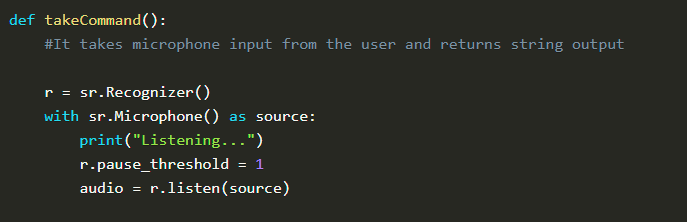 def takeCommand():
    #It takes microphone input from the user and returns string output
    r = sr.Recognizer()
    with sr.Microphone() as source:
        print("Listening...")
        r.pause_threshold = 1
        audio = r.listen(source)